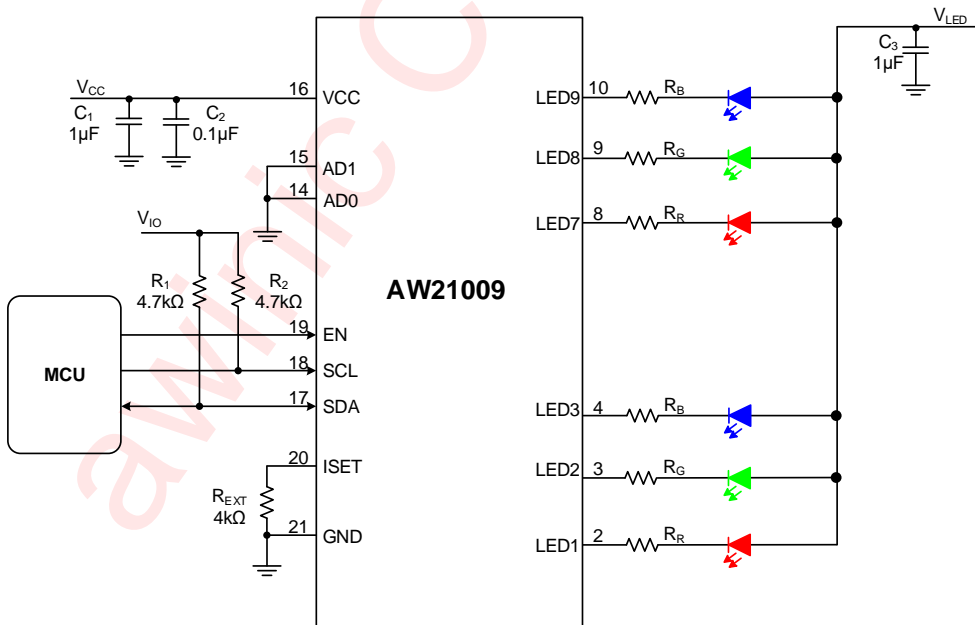 VLED
C3
1µF
VCC
C1
1µF
C2
0.1µF
16
VCC
LED9
10
RB
15
AD1
LED8
9
RG
14
AD0
LED7
8
RR
VIO
R1
4.7kΩ
R2
4.7kΩ
AW21009
MCU
19
EN
18
SCL
17
SDA
LED3
4
RB
20
ISET
LED2
3
RG
REXT
4kΩ
21
GND
LED1
2
RR
awinic C